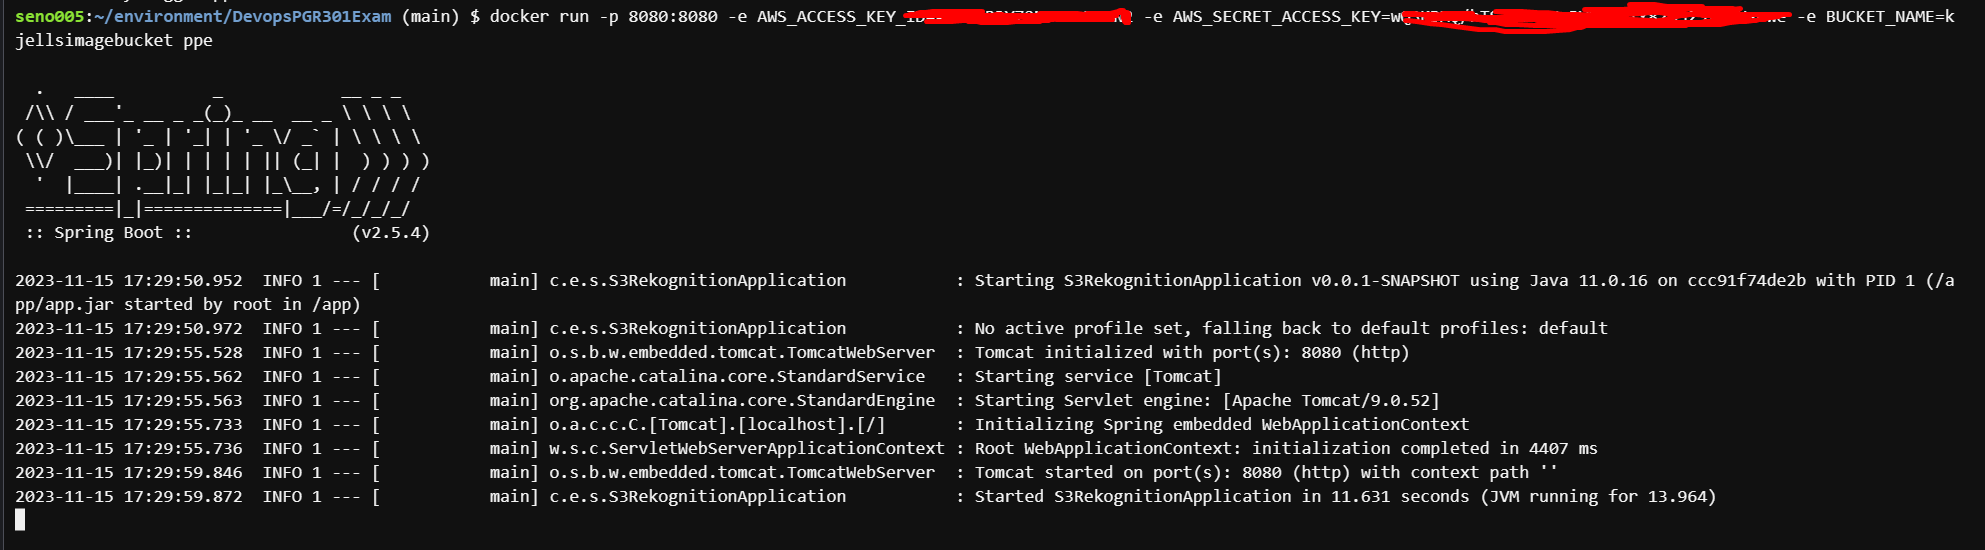 seno005:~/environment/DevopsPGR301Exam (main) $ docker run -p 8080:8080 -e AWS_ACCESS_KEY_ID= -e AWS_SECRET_ACCESS_KEY= -e BUCKET_NAME=k
jellsimagebucket ppe
  .   ____          _            __ _ _
 /\\ / ___'_ __ _ _(_)_ __  __ _ \ \ \ \
( ( )\___ | '_ | '_| | '_ \/ _` | \ \ \ \
 \\/  ___)| |_)| | | | | || (_| |  ) ) ) )
  '  |____| .__|_| |_|_| |_\__, | / / / /
 =========|_|==============|___/=/_/_/_/
 :: Spring Boot ::                (v2.5.4)
2023-11-15 17:29:50.952  INFO 1 --- [           main] c.e.s.S3RekognitionApplication           : Starting S3RekognitionApplication v0.0.1-SNAPSHOT using Java 11.0.16 on ccc91f74de2b with PID 1 (/a
pp/app.jar started by root in /app)
2023-11-15 17:29:50.972  INFO 1 --- [           main] c.e.s.S3RekognitionApplication           : No active profile set, falling back to default profiles: default
2023-11-15 17:29:55.528  INFO 1 --- [           main] o.s.b.w.embedded.tomcat.TomcatWebServer  : Tomcat initialized with port(s): 8080 (http)
2023-11-15 17:29:55.562  INFO 1 --- [           main] o.apache.catalina.core.StandardService   : Starting service [Tomcat]
2023-11-15 17:29:55.563  INFO 1 --- [           main] org.apache.catalina.core.StandardEngine  : Starting Servlet engine: [Apache Tomcat/9.0.52]
2023-11-15 17:29:55.733  INFO 1 --- [           main] o.a.c.c.C.[Tomcat].[localhost].[/]       : Initializing Spring embedded WebApplicationContext
2023-11-15 17:29:55.736  INFO 1 --- [           main] w.s.c.ServletWebServerApplicationContext : Root WebApplicationContext: initialization completed in 4407 ms
2023-11-15 17:29:59.846  INFO 1 --- [           main] o.s.b.w.embedded.tomcat.TomcatWebServer  : Tomcat started on port(s): 8080 (http) with context path ''
2023-11-15 17:29:59.872  INFO 1 --- [           main] c.e.s.S3RekognitionApplication           : Started S3RekognitionApplication in 11.631 seconds (JVM running for 13.964)